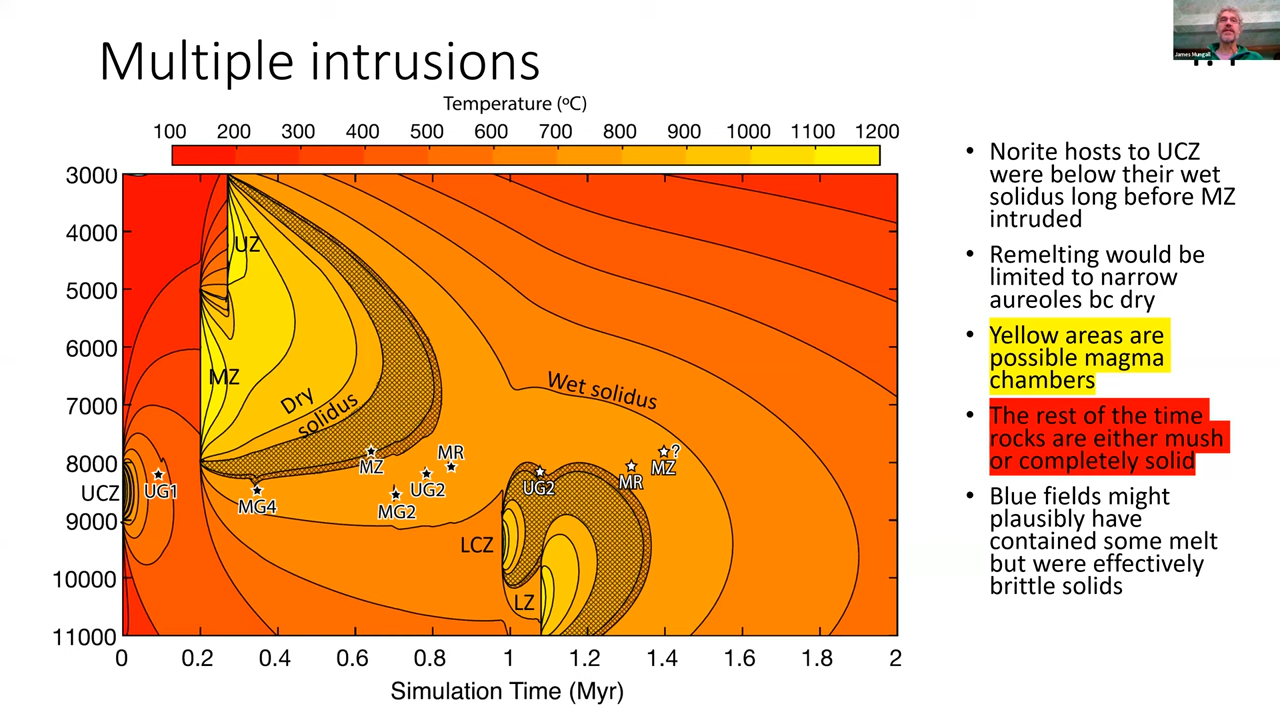 Multiple intrusions
James Mungall
Temperature (ºC)
100 200 300 400 500 600 700 800 900 1000 1100 1200
3000
4000
5000
6000
7000
8000
UCZ
9000
10000
11000
UZ
MZ
Dry
solidus
Wet solidus
UG1
MG4
MZ
MR
UG2
MG2
UG2
MR
MZ
?
LCZ
LZ
0 0.2 0.4 0.6 0.8 1 1.2 1.4 1.6 1.8 2
Simulation Time (Myr)
• Norite hosts to UCZ
were below their wet
solidus long before MZ
intruded
• Remelting would be
limited to narrow
aureoles bc dry
• Yellow areas are
possible magma
chambers
• The rest of the time
rocks are either mush
or completely solid
• Blue fields might
plausibly have
contained some melt
but were effectively
brittle solids